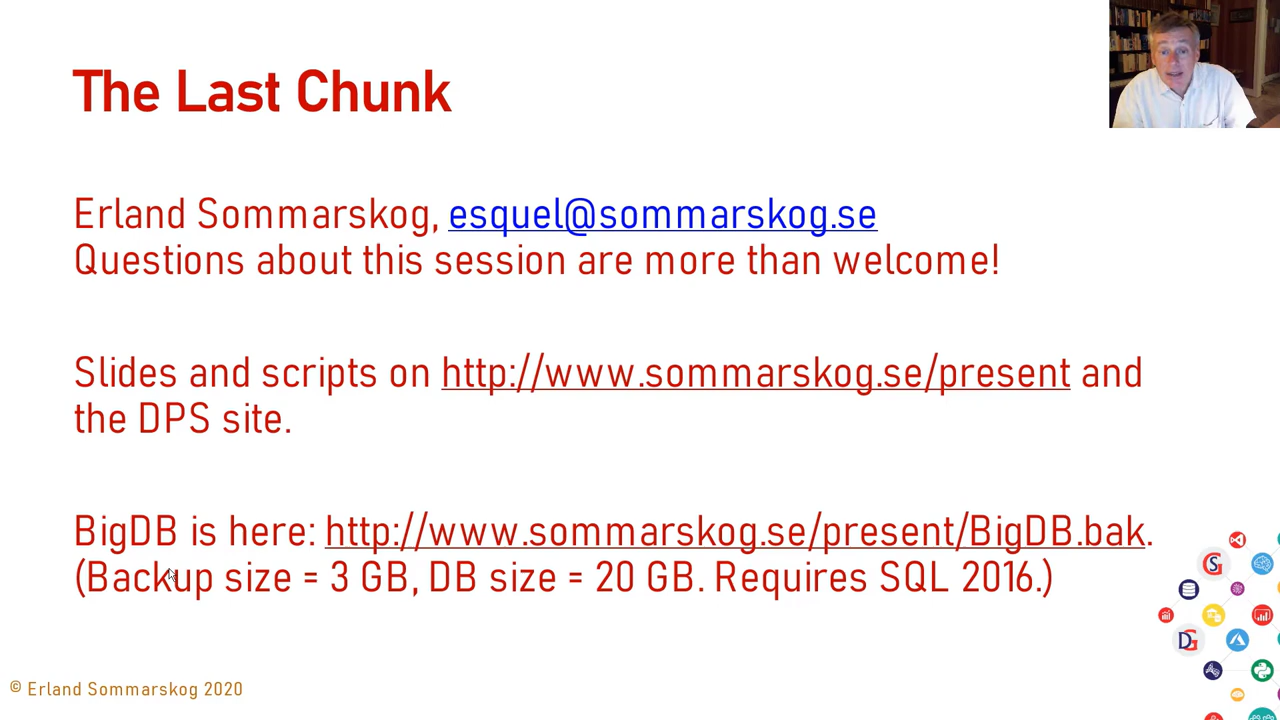 The Last Chunk
Erland Sommarskog, esquel@sommarskog.se
Questions about this session are more than welcome!
Slides and scripts on http://www.sommarskog.se/present and
the DPS site.
BigDB is here: http://www.sommarskog.se/present/BigDB.bak.
(Backup size = 3 GB, DB size = 20 GB. Requires SQL 2016.)
© Erland Sommarskog 2020